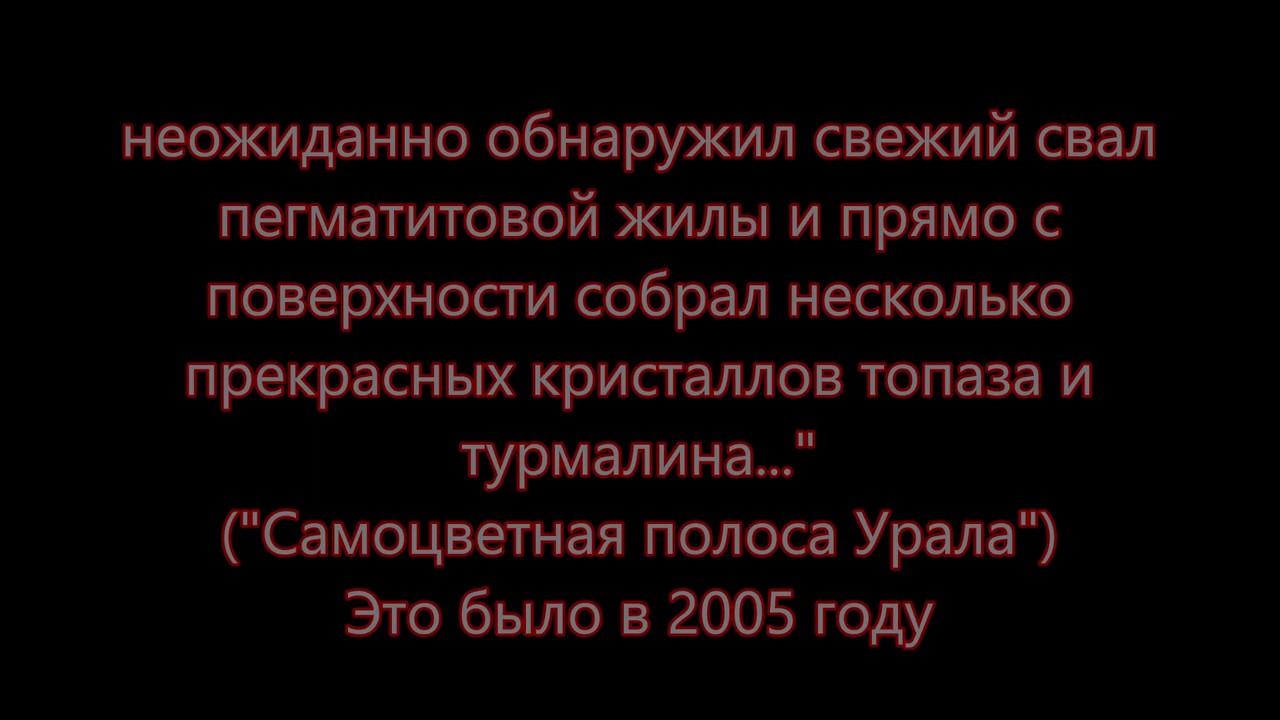 неожиданно обнаружил свежий свал
пегматитовой жилы и прямо с
поверхности собрал несколько
прекрасных кристаллов топаза и
турмалина..."
("Самоцветная полоса Урала")
Это было в 2005 году